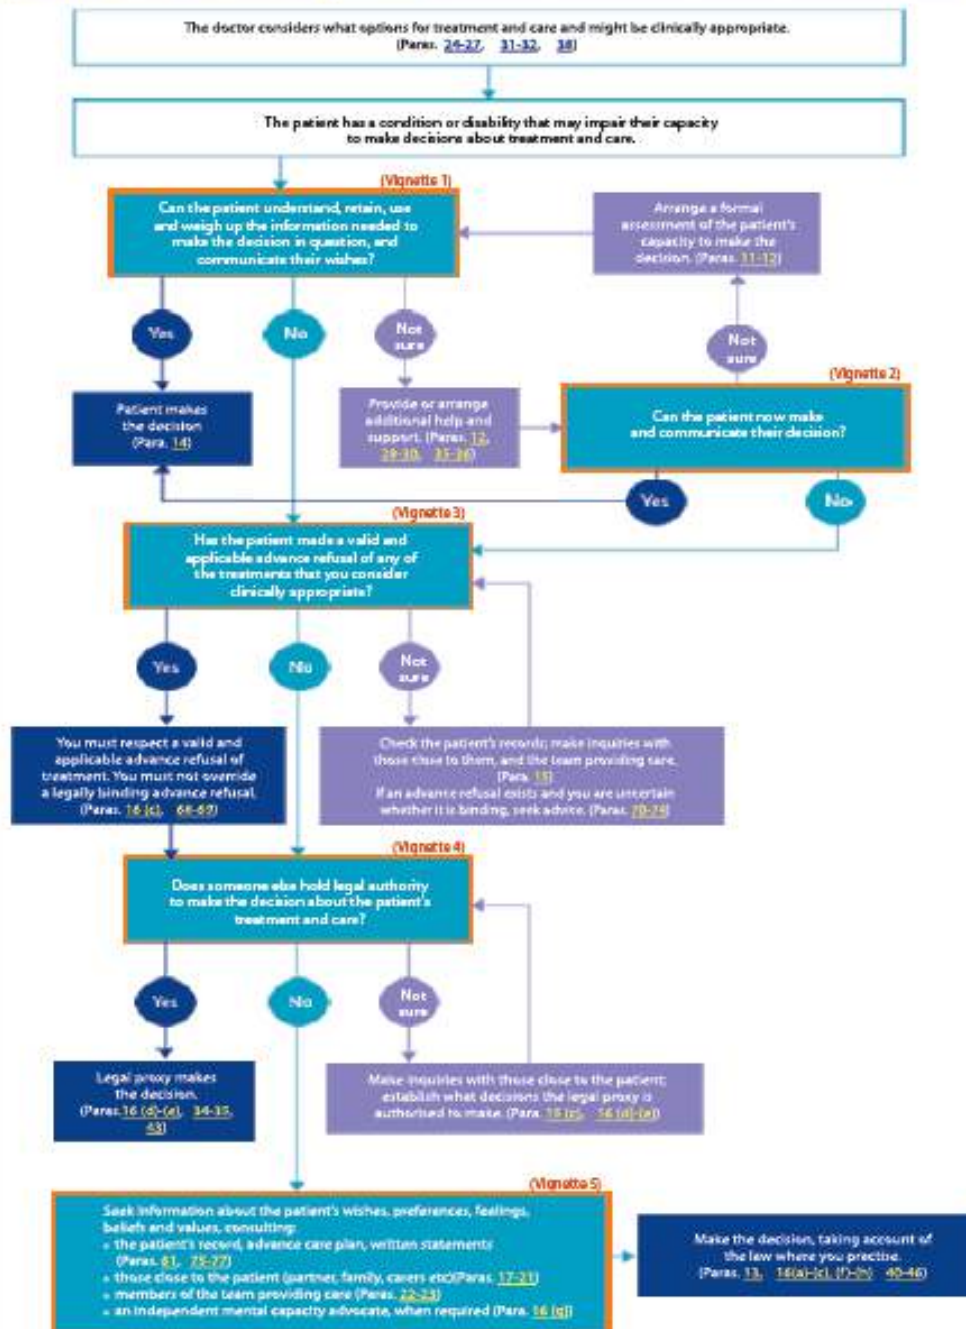 The doctor considers what options for treatment and care and might be clinically appropriate.
(Paras. 24-27, 31-32, 38)
The patient has a condition or disability that may impair their capacity
to make decisions about treatment and care.
(Vignette 1)
Can the patient understand, retain, use
and weigh up the information needed to
make the decision in question, and
communicate their wishes?
Arrange a formal
assessment of the patient's
capacity to make the
decision. (Paras. 11-12)
Yes
No
Not
sure
Not
sure
(Vignette 2)
Patient makes
the decision
(Para. 14)
Provide or arrange
additional help and
support. (Paras. 12,
Can the patient now make
and communicate their decision?
Yes
No
(Vignette 3)
Has the patient made a valid and
applicable advance refusal of any of
the treatments that you consider
clinically appropriate?
Yes
No
Not
sure
You must respect a valid and
applicable advance refusal of
treatment. You must not override
a legally binding advance refusal.
(Paras. 16 (c),
Check the patient's records; make inquiries with
those close to them, and the team providing care.
(Para. 15)
If an advance refusal exists and you are uncertain
whether it is binding, seek advice. (Paras. 70-74)
(Vignette 4)
Does someone else hold legal authority
to make the decision about the patient's
treatment and care?
Yes
No
Not
sure
Legal proxy makes
the decision.
(Paras.16 (d)-(e),
43)
Make inquiries with those close to the patient;
establish what decisions the legal proxy is
authorised to make. (Para. 15 (c), 16 (d)-(e))
(Vignette 5)
Seek information about the patient's wishes, preferences, feelings,
beliefs and values, consulting:
• the patient's record, advance care plan, written statements
(Paras. 61, 75-77)
• those close to the patient (partner, family, carers etc)(Paras. 17-21)
• members of the team providing care (Paras. 22-23)
• an independent mental capacity advocate, when required (Para. 16
Make the decision, taking account of
the law where you practise.
(Paras. 13, 16(a)-(c), (f)-(h) 40-46)